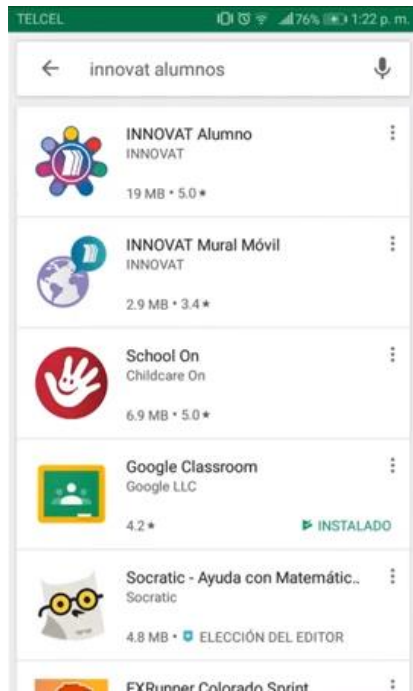 TELCEL 76% 1:22 p. m.
innovat alumnos
INNOVAT Alumno
INNOVAT
19 MB • 5.0★
INNOVAT Mural Móvil
INNOVAT
2.9 MB • 3.4★
School On
Childcare On
6.9 MB • 5.0★
Google Classroom
Google LLC
4.2★ INSTALADO
Socratic - Ayuda con Matemátic..
Socratic
4.8 MB • ELECCIÓN DEL EDITOR
FXRunner Colorado Sprint